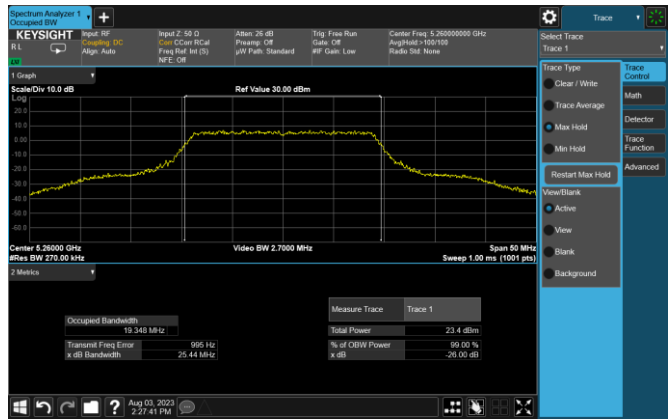 Spectrum Analyzer 1
Occupied BW
KEYSIGHT
RL
LV
Input: RF
Coupling: DC
Align: Auto
Input Z: 50 Ω
Corr CCorr RCal
Freq Ref: Int (S)
NFE: Off
Atten: 26 dB
Preamp: Off
µW Path: Standard
Trig: Free Run
Gate: Off
#IF Gain: Low
Center Freq: 5.260000000 GHz
Avg|Hold:>100/100
Radio Std: None
1 Graph
Scale/Div 10.0 dB
Ref Value 30.00 dBm
Log
20.0
10.0
0.00
-10.0
-20.0
-30.0
-40.0
-50.0
-60.0
Center 5.26000 GHz
#Res BW 270.00 kHz
Video BW 2.7000 MHz
Span 50 MHz
Sweep 1.00 ms (1001 pts)
2 Metrics
Occupied Bandwidth
19.348 MHz
Transmit Freq Error 995 Hz
x dB Bandwidth 25.44 MHz
Measure Trace Trace 1
Total Power 23.4 dBm
% of OBW Power 99.00 %
x dB -26.00 dB
Aug 03, 2023
2:27:41 PM
Trace
Select Trace
Trace 1
Trace Type
Clear / Write
Trace Average
Max Hold
Min Hold
Restart Max Hold
View/Blank
Active
View
Blank
Background
Trace
Control
Math
Detector
Trace
Function
Advanced